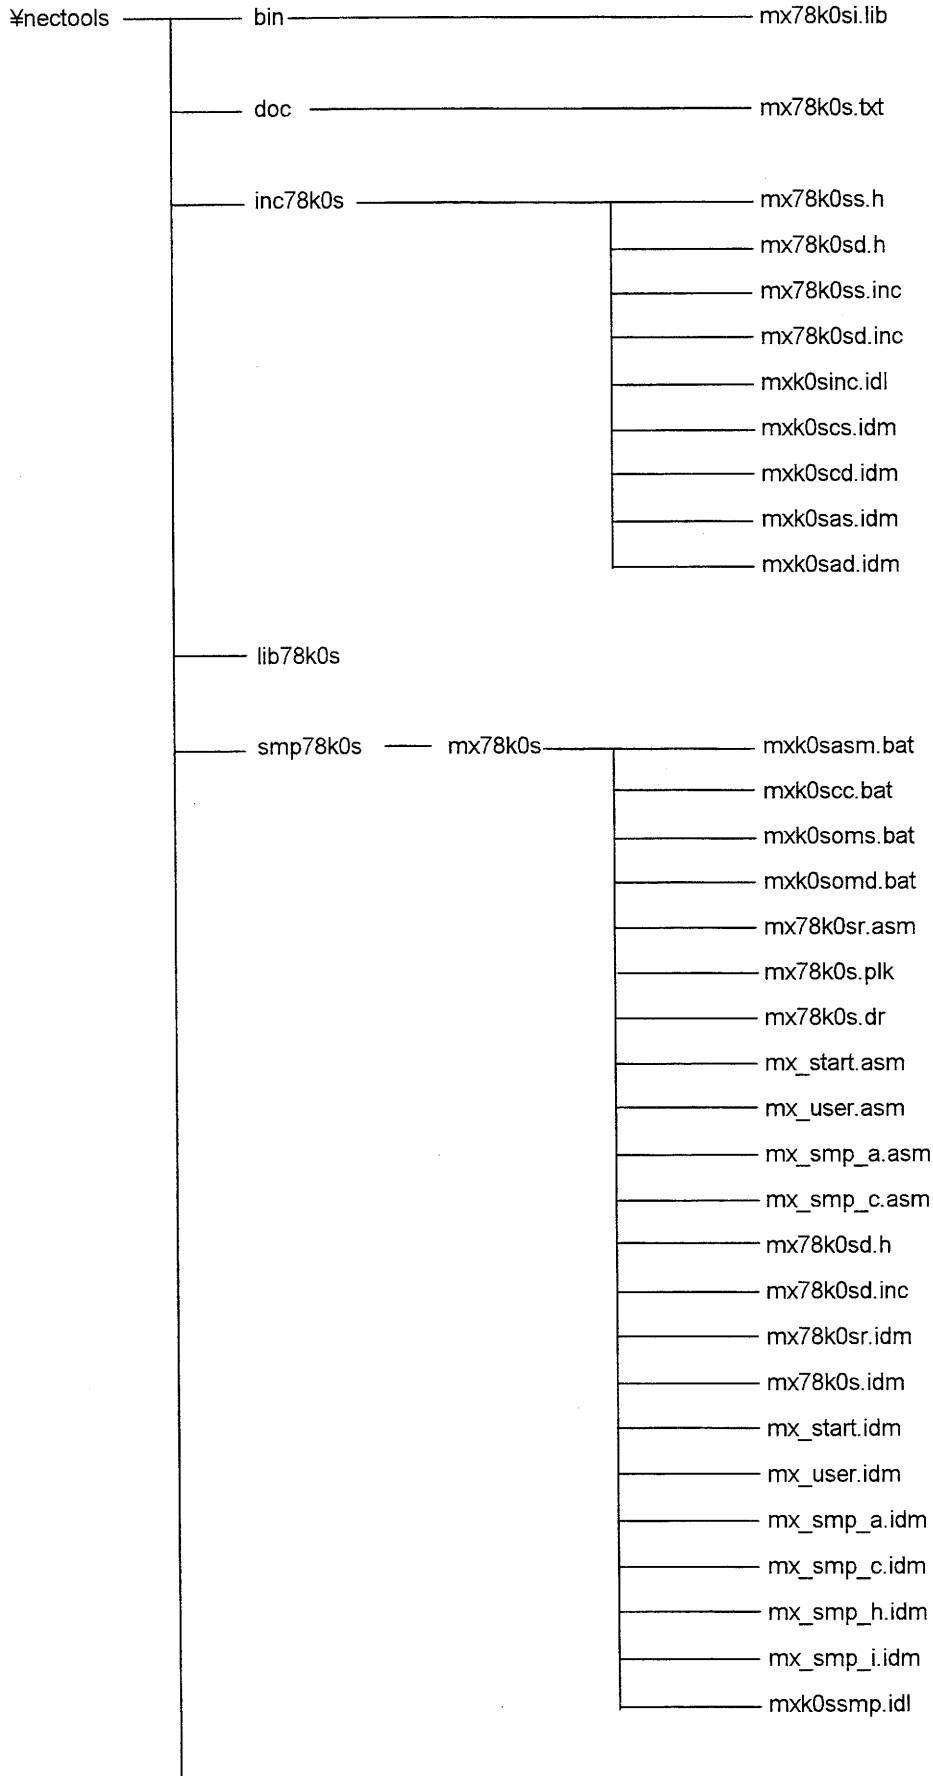 ¥nectools bin mx78k0si.lib
doc mx78k0s.txt
inc78k0s mx78k0ss.h
mx78k0sd.h
mx78k0ss.inc
mx78k0sd.inc
mxk0sinc.idl
mxk0scs.idm
mxk0scd.idm
mxk0sas.idm
mxk0sad.idm
lib78k0s
smp78k0s mx78k0s mxk0sasm.bat
mxk0scc.bat
mxk0soms.bat
mxk0somd.bat
mx78k0sr.asm
mx78k0s.plk
mx78k0s.dr
mx_start.asm
mx_user.asm
mx_smp_a.asm
mx_smp_c.asm
mx78k0sd.h
mx78k0sd.inc
mx78k0sr.idm
mx78k0s.idm
mx_start.idm
mx_user.idm
mx_smp_a.idm
mx_smp_c.idm
mx_smp_h.idm
mx_smp_i.idm
mxk0ssmp.idl